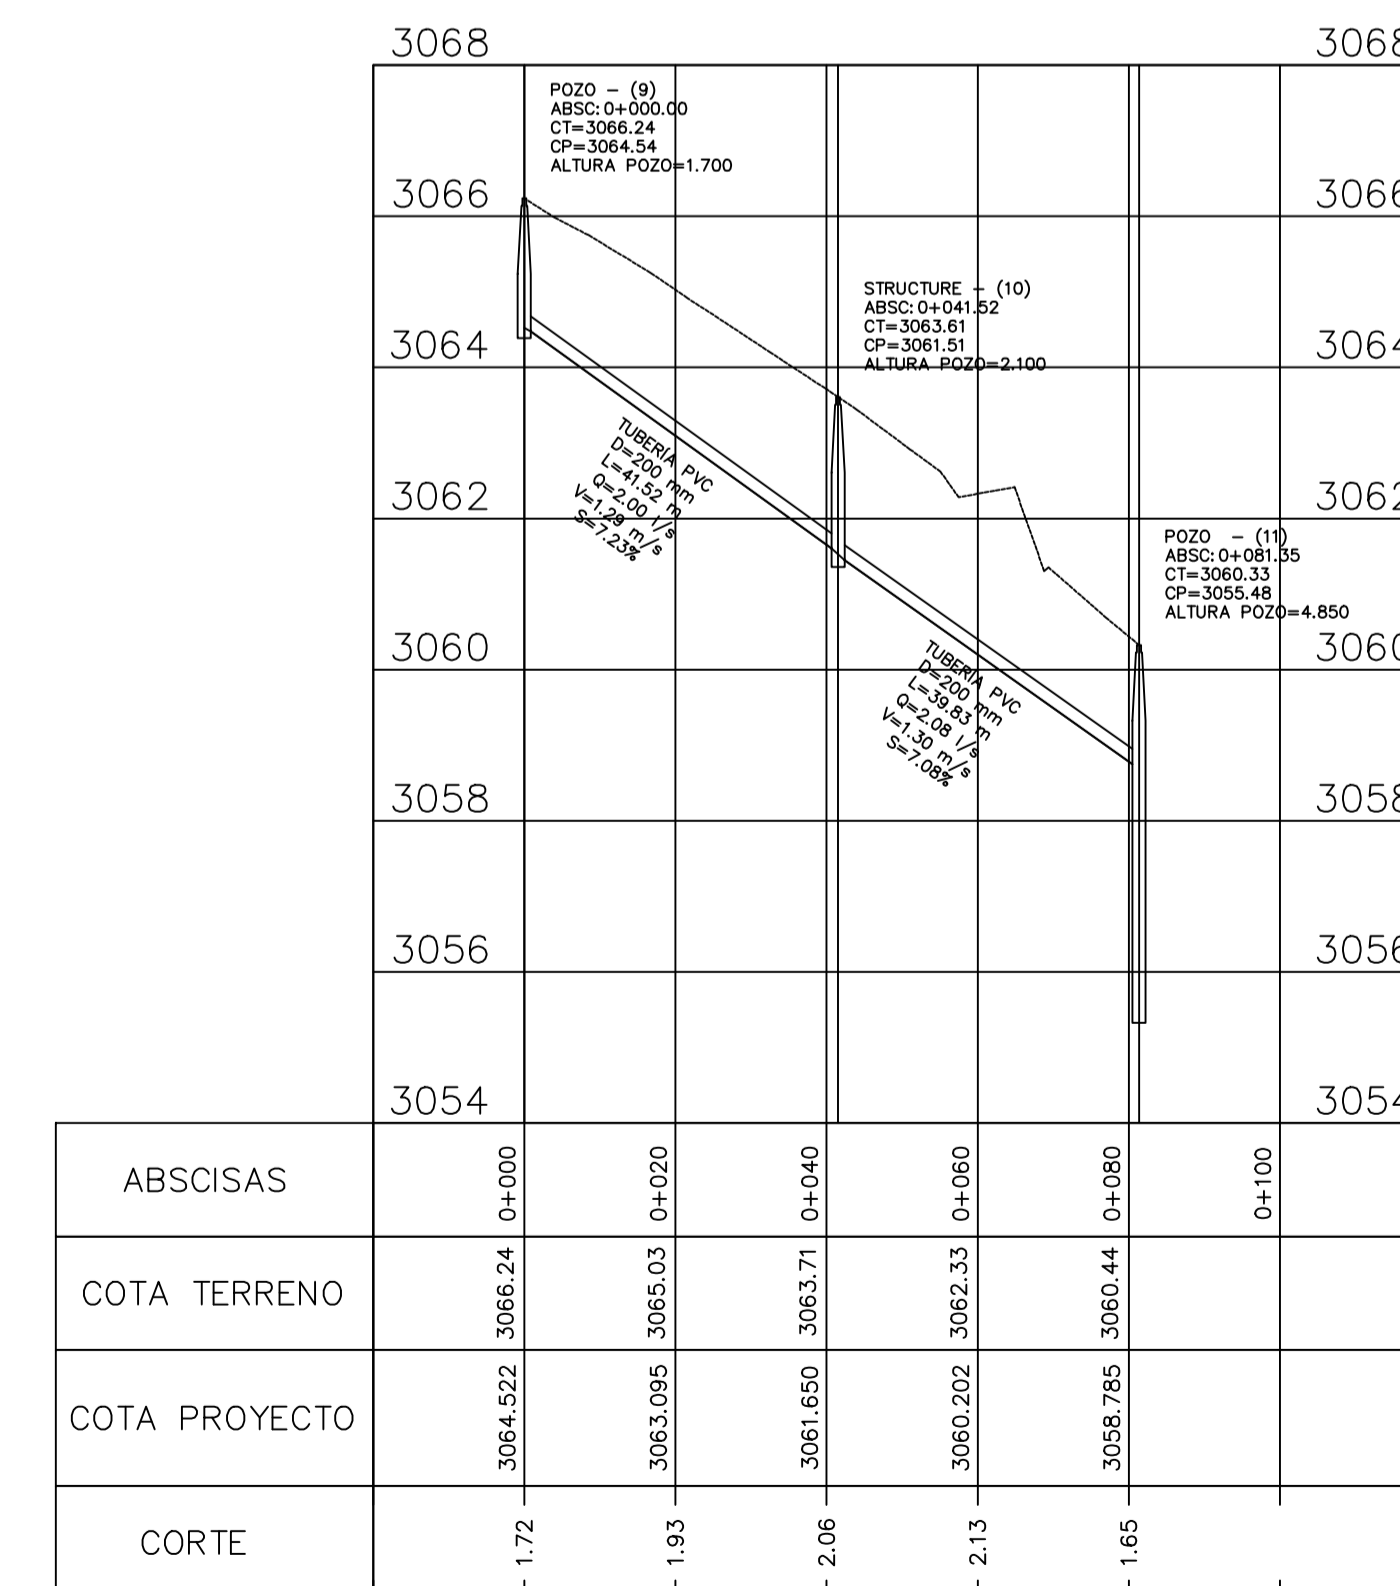 3068
3068
POZO - (9)
ABSC: 0+000.00
CT=3066.24
CP=3064.54
ALTURA POZO=1.700
3066
3066
STRUCTURE - (10)
ABSC: 0+041.52
CT=3063.61
CP=3061.51
ALTURA POZO=2.100
3064
3064
TUBERÍA PVC
D=200 mm
L=41.52 m
Q=2.00 l/s
V=1.29 m/s
S=7.23%
3062
3062
POZO - (11)
ABSC: 0+081.35
CT=3060.33
CP=3055.48
ALTURA POZO=4.850
3060
3060
TUBERÍA PVC
D=200 mm
L=39.83 m
Q=2.08 l/s
V=1.30 m/s
S=7.08%
3058
3058
3056
3056
3054
3054
ABSCISAS 0+000 0+020 0+040 0+060 0+080 0+100
COTA TERRENO 3066.24 3065.03 3063.71 3062.33 3060.44
COTA PROYECTO 3064.522 3063.095 3061.650 3060.202 3058.785
CORTE 1.72 1.93 2.06 2.13 1.65